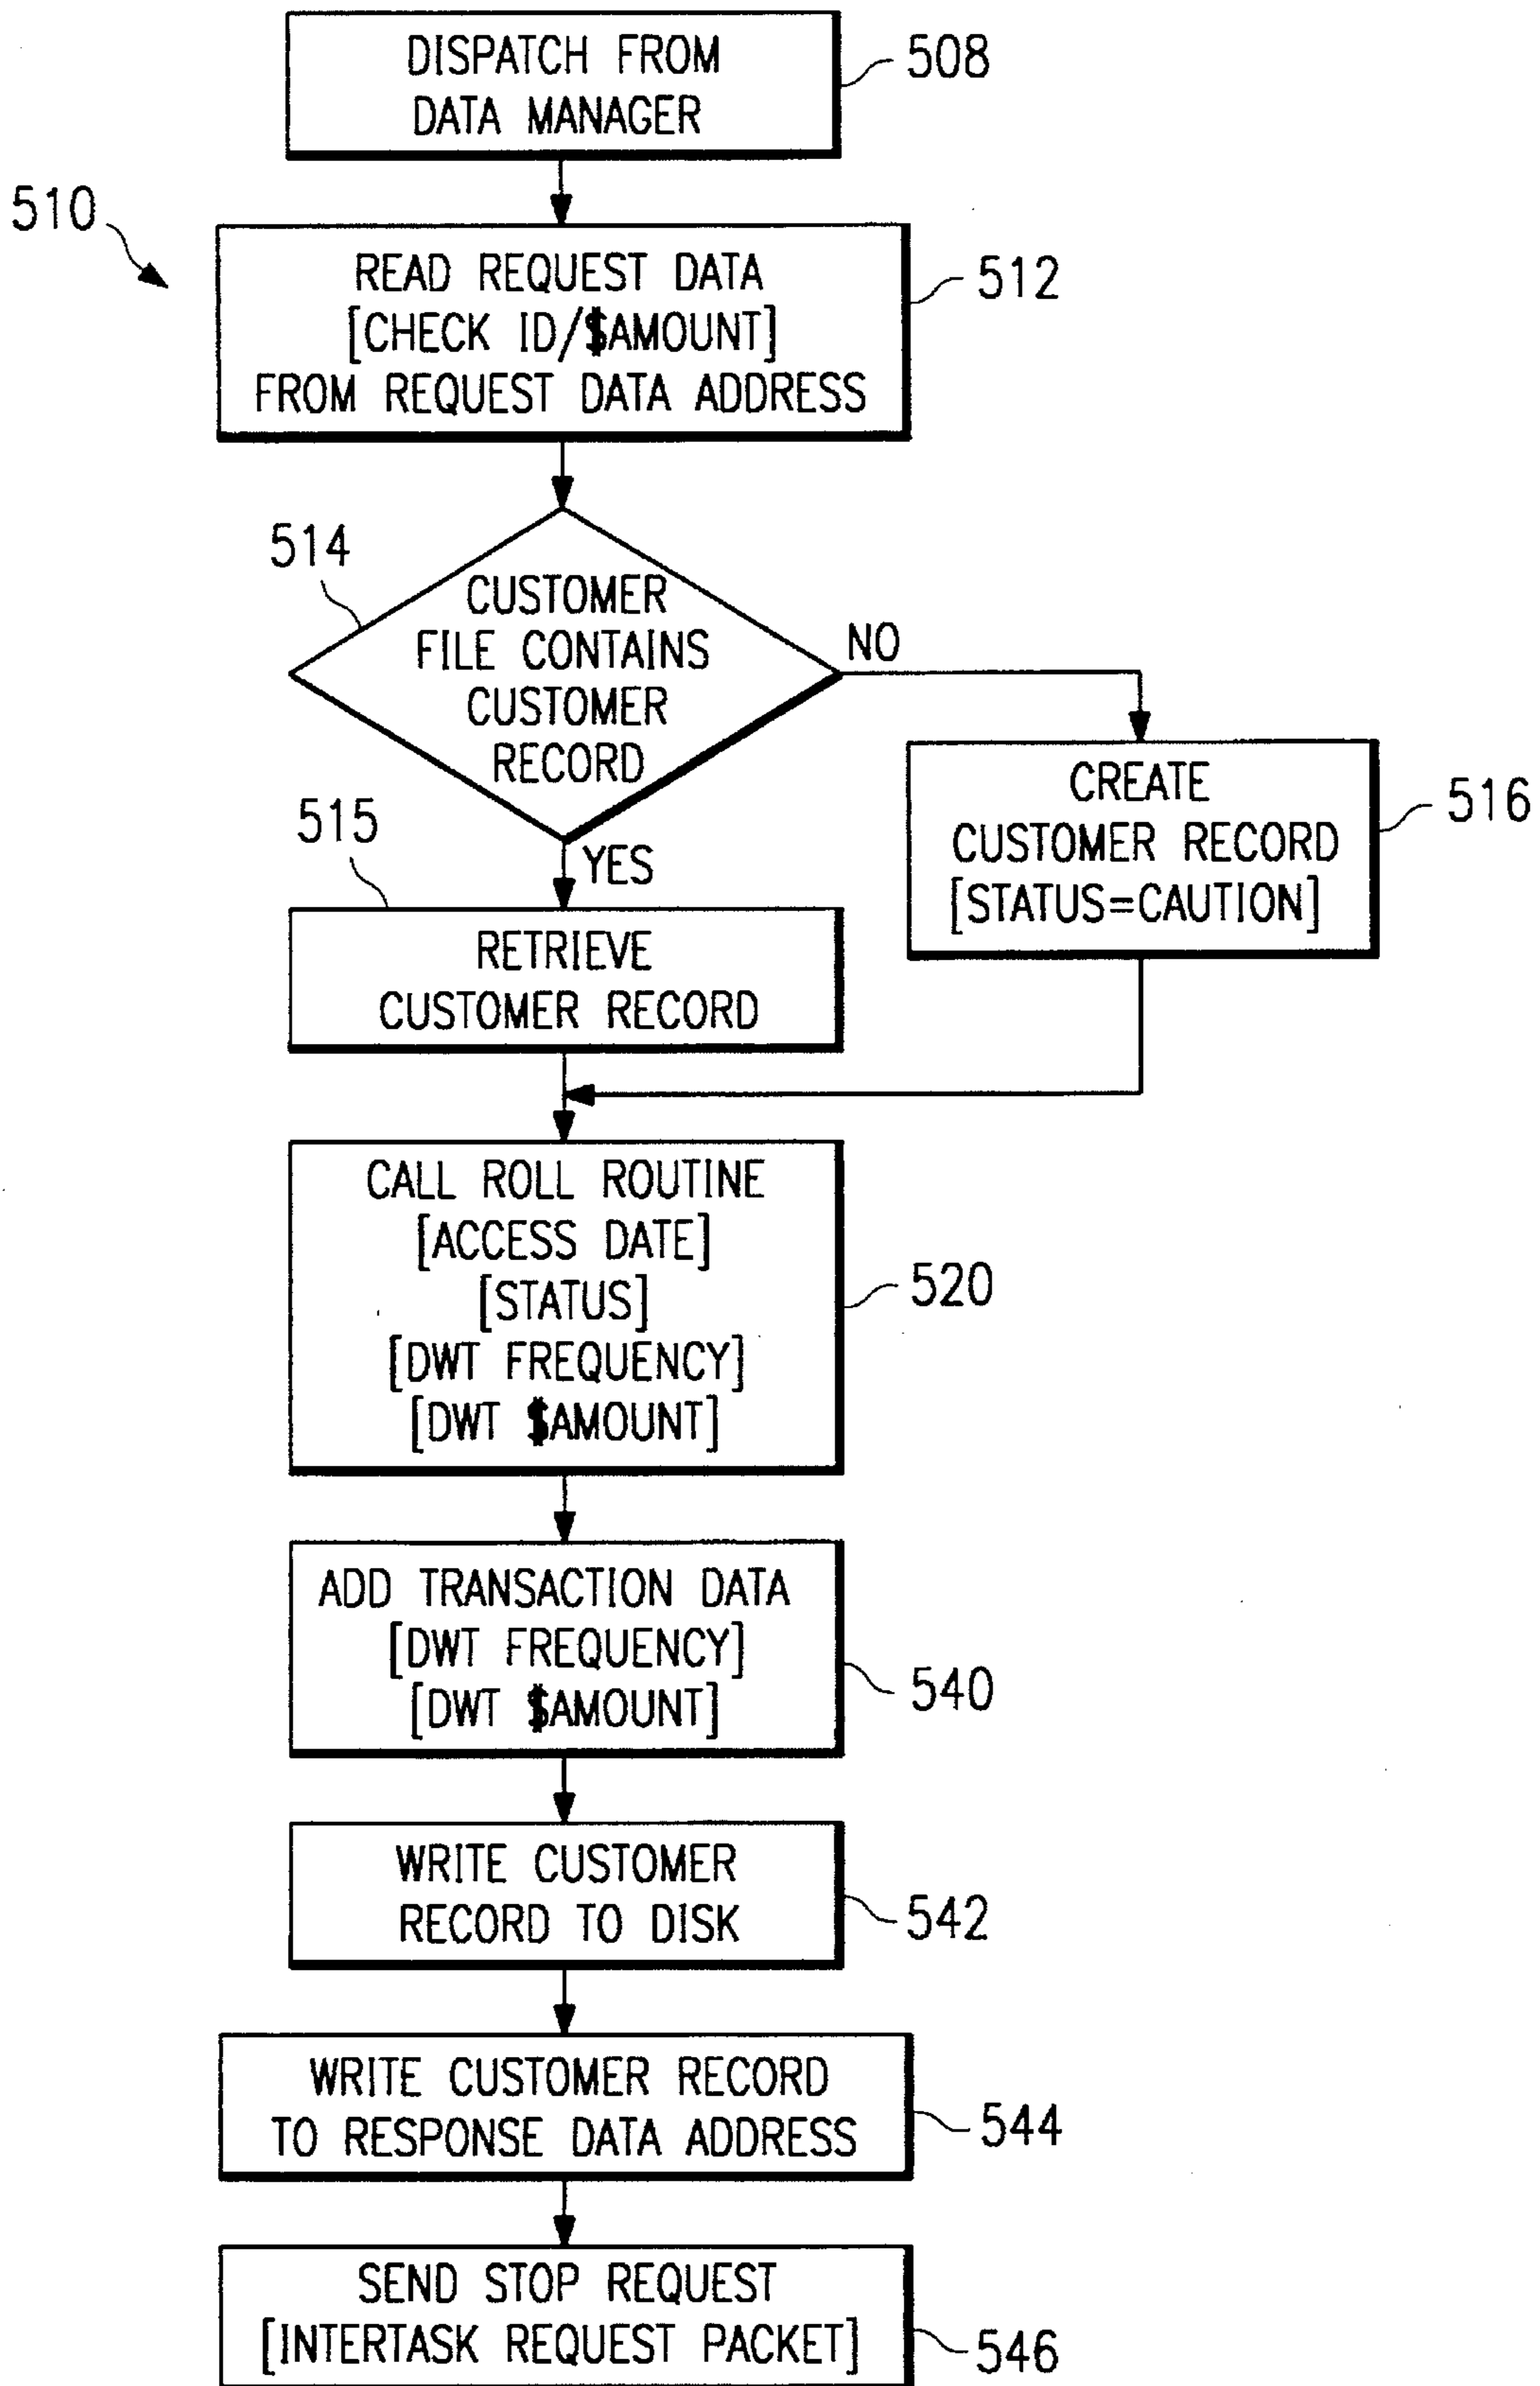 DISPATCH FROM
DATA MANAGER
508
510
READ REQUEST DATA
[CHECK ID/$AMOUNT]
FROM REQUEST DATA ADDRESS
512
514
CUSTOMER
FILE CONTAINS
CUSTOMER
RECORD
NO
YES
CREATE
CUSTOMER RECORD
[STATUS=CAUTION]
516
515
RETRIEVE
CUSTOMER RECORD
CALL ROLL ROUTINE
[ACCESS DATE]
[STATUS]
[DWT FREQUENCY]
[DWT $AMOUNT]
520
ADD TRANSACTION DATA
[DWT FREQUENCY]
[DWT $AMOUNT]
540
WRITE CUSTOMER
RECORD TO DISK
542
WRITE CUSTOMER RECORD
TO RESPONSE DATA ADDRESS
544
SEND STOP REQUEST
[INTERTASK REQUEST PACKET]
546